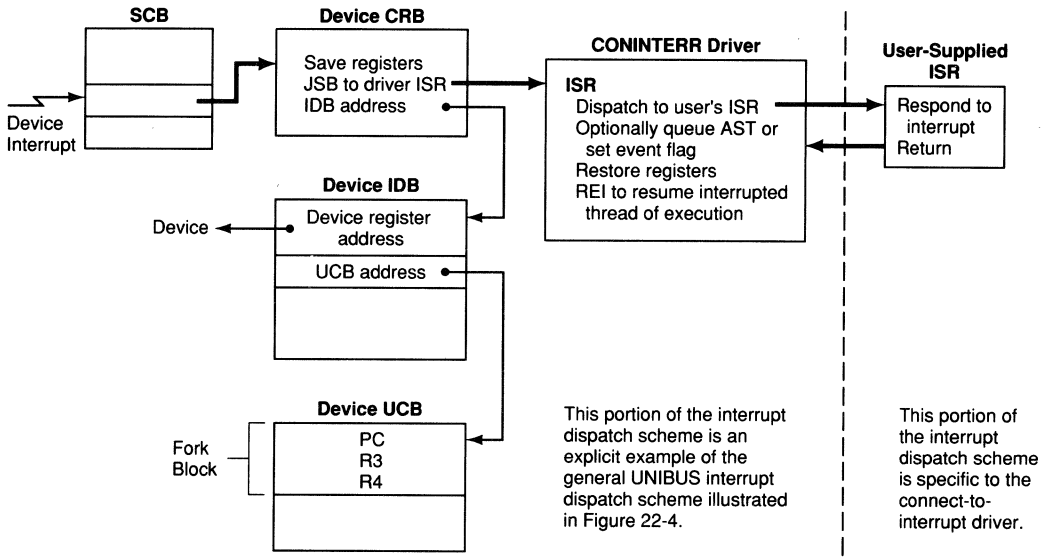 SCB
Device
Interrupt
Device CRB
Save registers
JSB to driver ISR
IDB address
CONINTERR Driver
ISR
Dispatch to user's ISR
Optionally queue AST or
set event flag
Restore registers
REI to resume interrupted
thread of execution
User-Supplied
ISR
Respond to
interrupt
Return
Device IDB
Device
Device register
address
UCB address
Device UCB
Fork
Block
PC
R3
R4
This portion of the interrupt
dispatch scheme is an
explicit example of the
general UNIBUS interrupt
dispatch scheme illustrated
in Figure 22-4.
This portion of
the interrupt
dispatch scheme
is specific to the
connect-to-
interrupt driver.